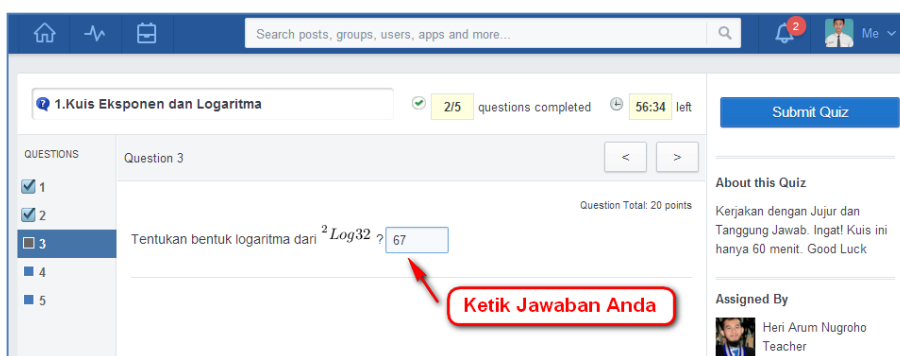 Search posts, groups, users, apps and more...
2
Me
1.Kuis Eksponen dan Logaritma
2/5 questions completed
56:34 left
Submit Quiz
QUESTIONS
Question 3
< >
1
2
3
4
5
Question Total: 20 points
Tentukan bentuk logaritma dari ²Log32 ? 67
Ketik Jawaban Anda
About this Quiz
Kerjakan dengan Jujur dan
Tanggung Jawab. Ingat! Kuis ini
hanya 60 menit. Good Luck
Assigned By
Heri Arum Nugroho
Teacher